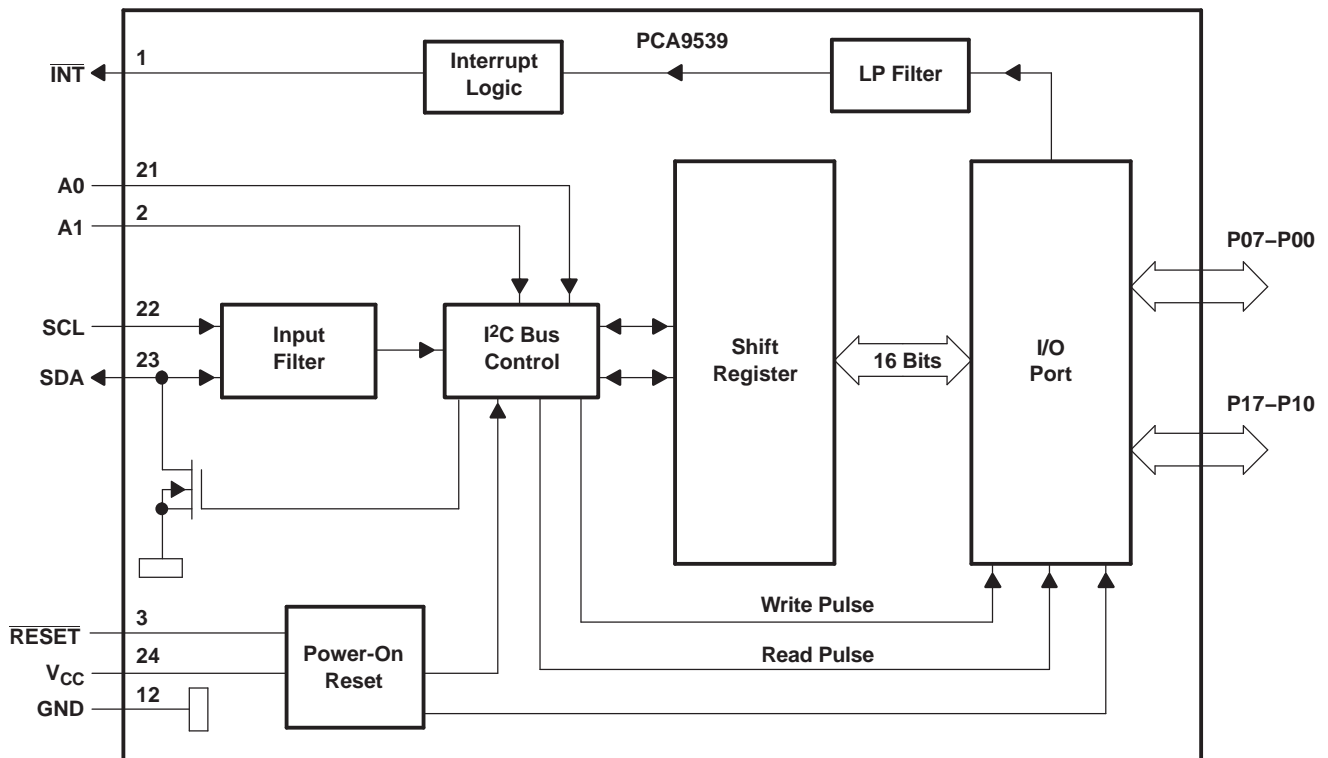 PCA9539
1
INT
Interrupt
Logic
LP Filter
21
A0
2
A1
P07–P00
22
SCL
Input
Filter
I2C Bus
Control
23
SDA
Shift
Register
16 Bits
I/O
Port
P17–P10
Write Pulse
3
RESET
Power-On
Reset
Read Pulse
24
VCC
12
GND